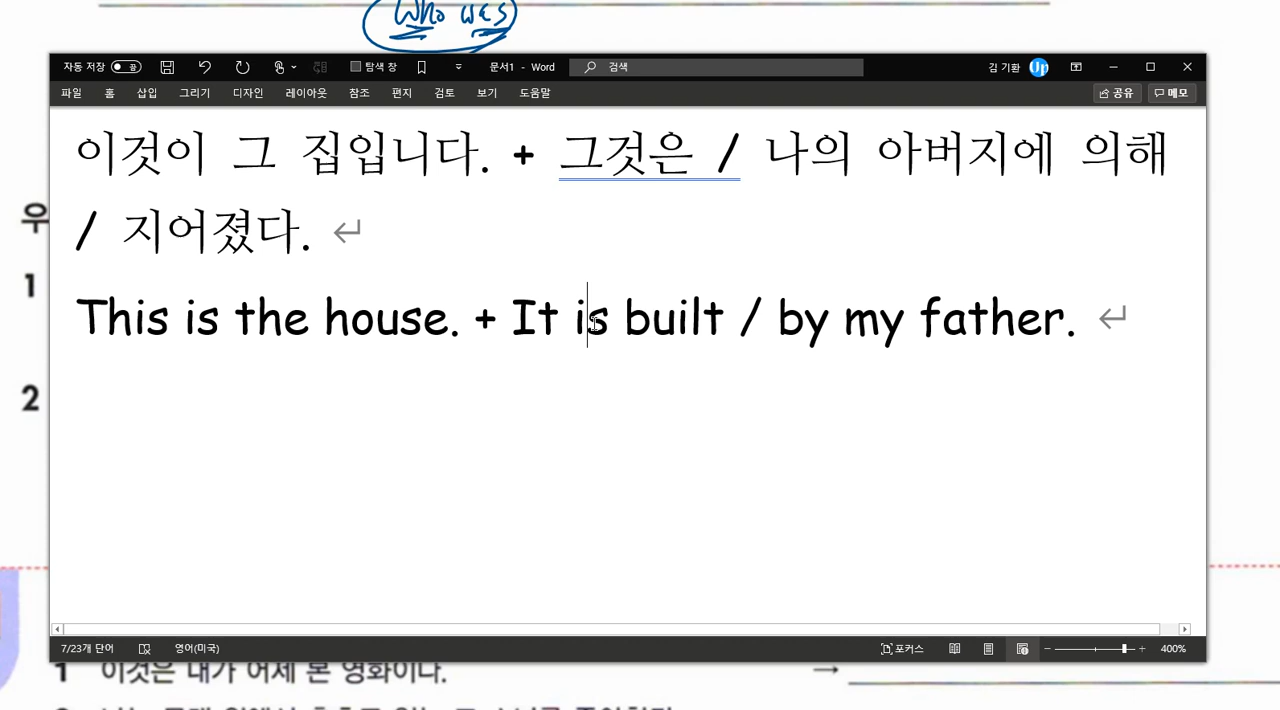 Who was
자동 저장 끔
탐색 창
문서1 - Word
검색
김 기환
Up
파일 홈 삽입 그리기 디자인 레이아웃 참조 편지 검토 보기 도움말
공유 메모
이것이 그 집입니다. + 그것은 / 나의 아버지에 의해
/ 지어졌다.
우
1
This is the house. + It is built / by my father.
2
7/23개 단어
영어(미국)
포커스
400%
1 이것은 내가 어제 본 영화이다. →